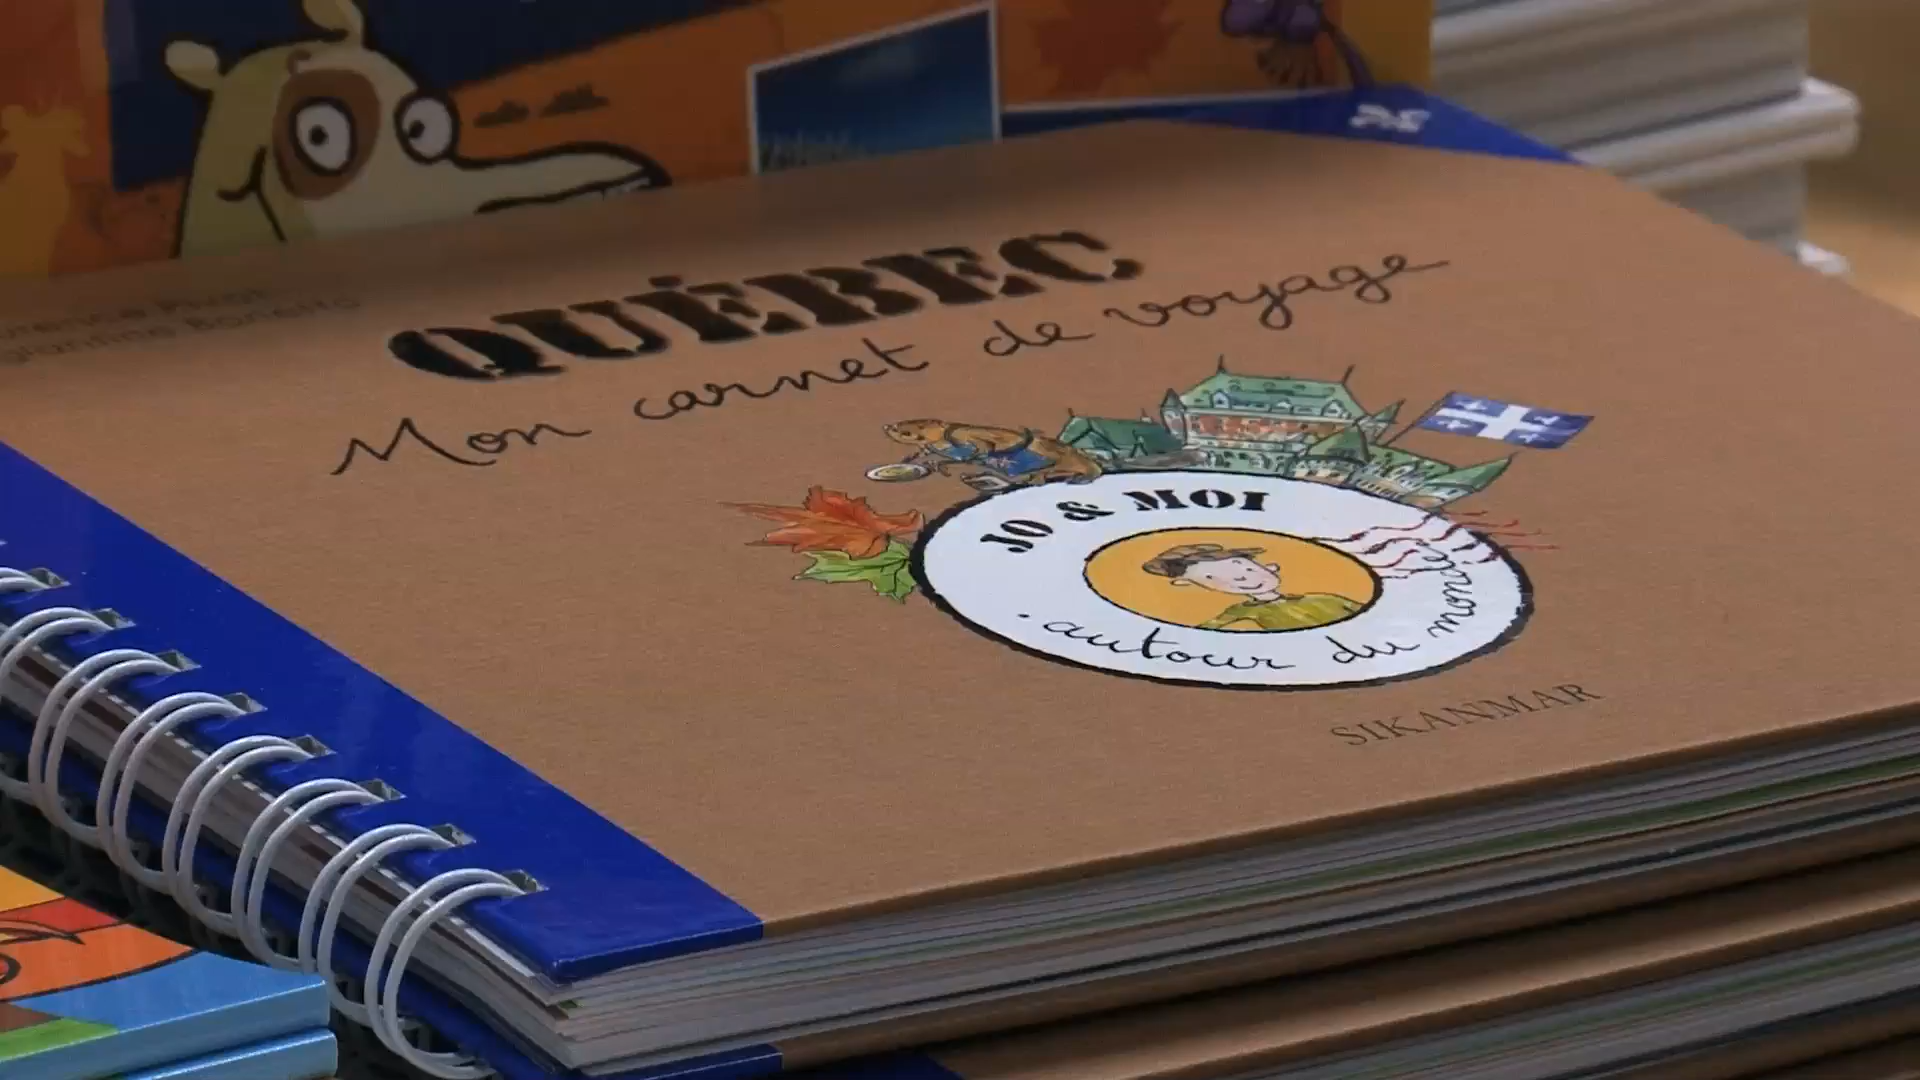 QUÉBEC
Mon carnet de voyage
JO & MOI
autour du monde
SIKANMAR